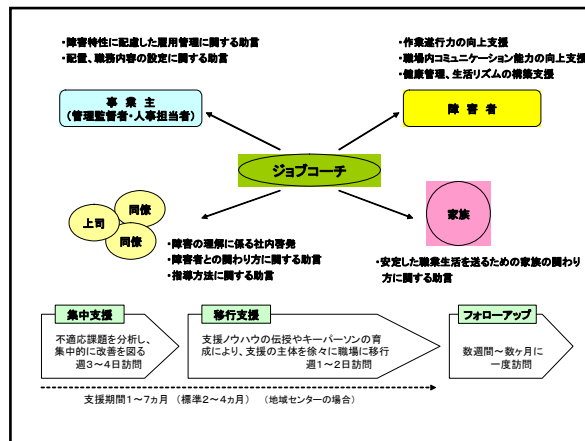 ・障害特性に配慮した雇用管理に関する助言
・配置、職務内容の設定に関する助言
・作業遂行力の向上支援
・職場内コミュニケーション能力の向上支援
・健康管理、生活リズムの構築支援
事 業 主
（管理監督者・人事担当者）
障 害 者
ジョブコーチ
上司
同僚
同僚
家族
・障害の理解に係る社内啓発
・障害者との関わり方に関する助言
・指導方法に関する助言
・安定した職業生活を送るための家族の関わり
方に関する助言
集中支援
移行支援
フォローアップ
不適応課題を分析し、
集中的に改善を図る
週３～４日訪問
支援ノウハウの伝授やキーパーソンの育
成により、支援の主体を徐々に職場に移行
週１～２日訪問
数週間～数ヶ月に
一度訪問
支援期間１～７ヵ月 （標準２～４ヵ月） （地域センターの場合）